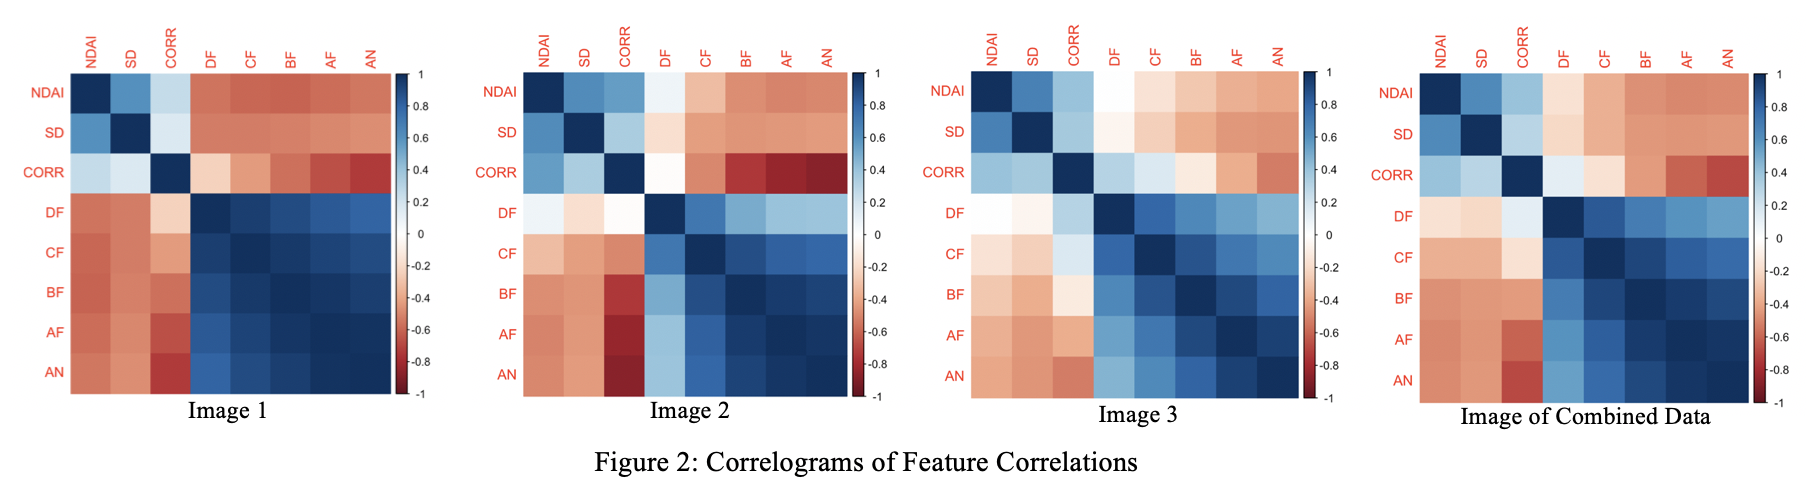 NDAI SD CORR DF CF BF AF AN
NDAI
SD
CORR
DF
CF
BF
AF
AN
1
0.8
0.6
0.4
0.2
0
-0.2
-0.4
-0.6
-0.8
-1
Image 1
NDAI SD CORR DF CF BF AF AN
NDAI
SD
CORR
DF
CF
BF
AF
AN
1
0.8
0.6
0.4
0.2
0
-0.2
-0.4
-0.6
-0.8
-1
Image 2
NDAI SD CORR DF CF BF AF AN
NDAI
SD
CORR
DF
CF
BF
AF
AN
1
0.8
0.6
0.4
0.2
0
-0.2
-0.4
-0.6
-0.8
-1
Image 3
NDAI SD CORR DF CF BF AF AN
NDAI
SD
CORR
DF
CF
BF
AF
AN
1
0.8
0.6
0.4
0.2
0
-0.2
-0.4
-0.6
-0.8
-1
Image of Combined Data
Figure 2: Correlograms of Feature Correlations